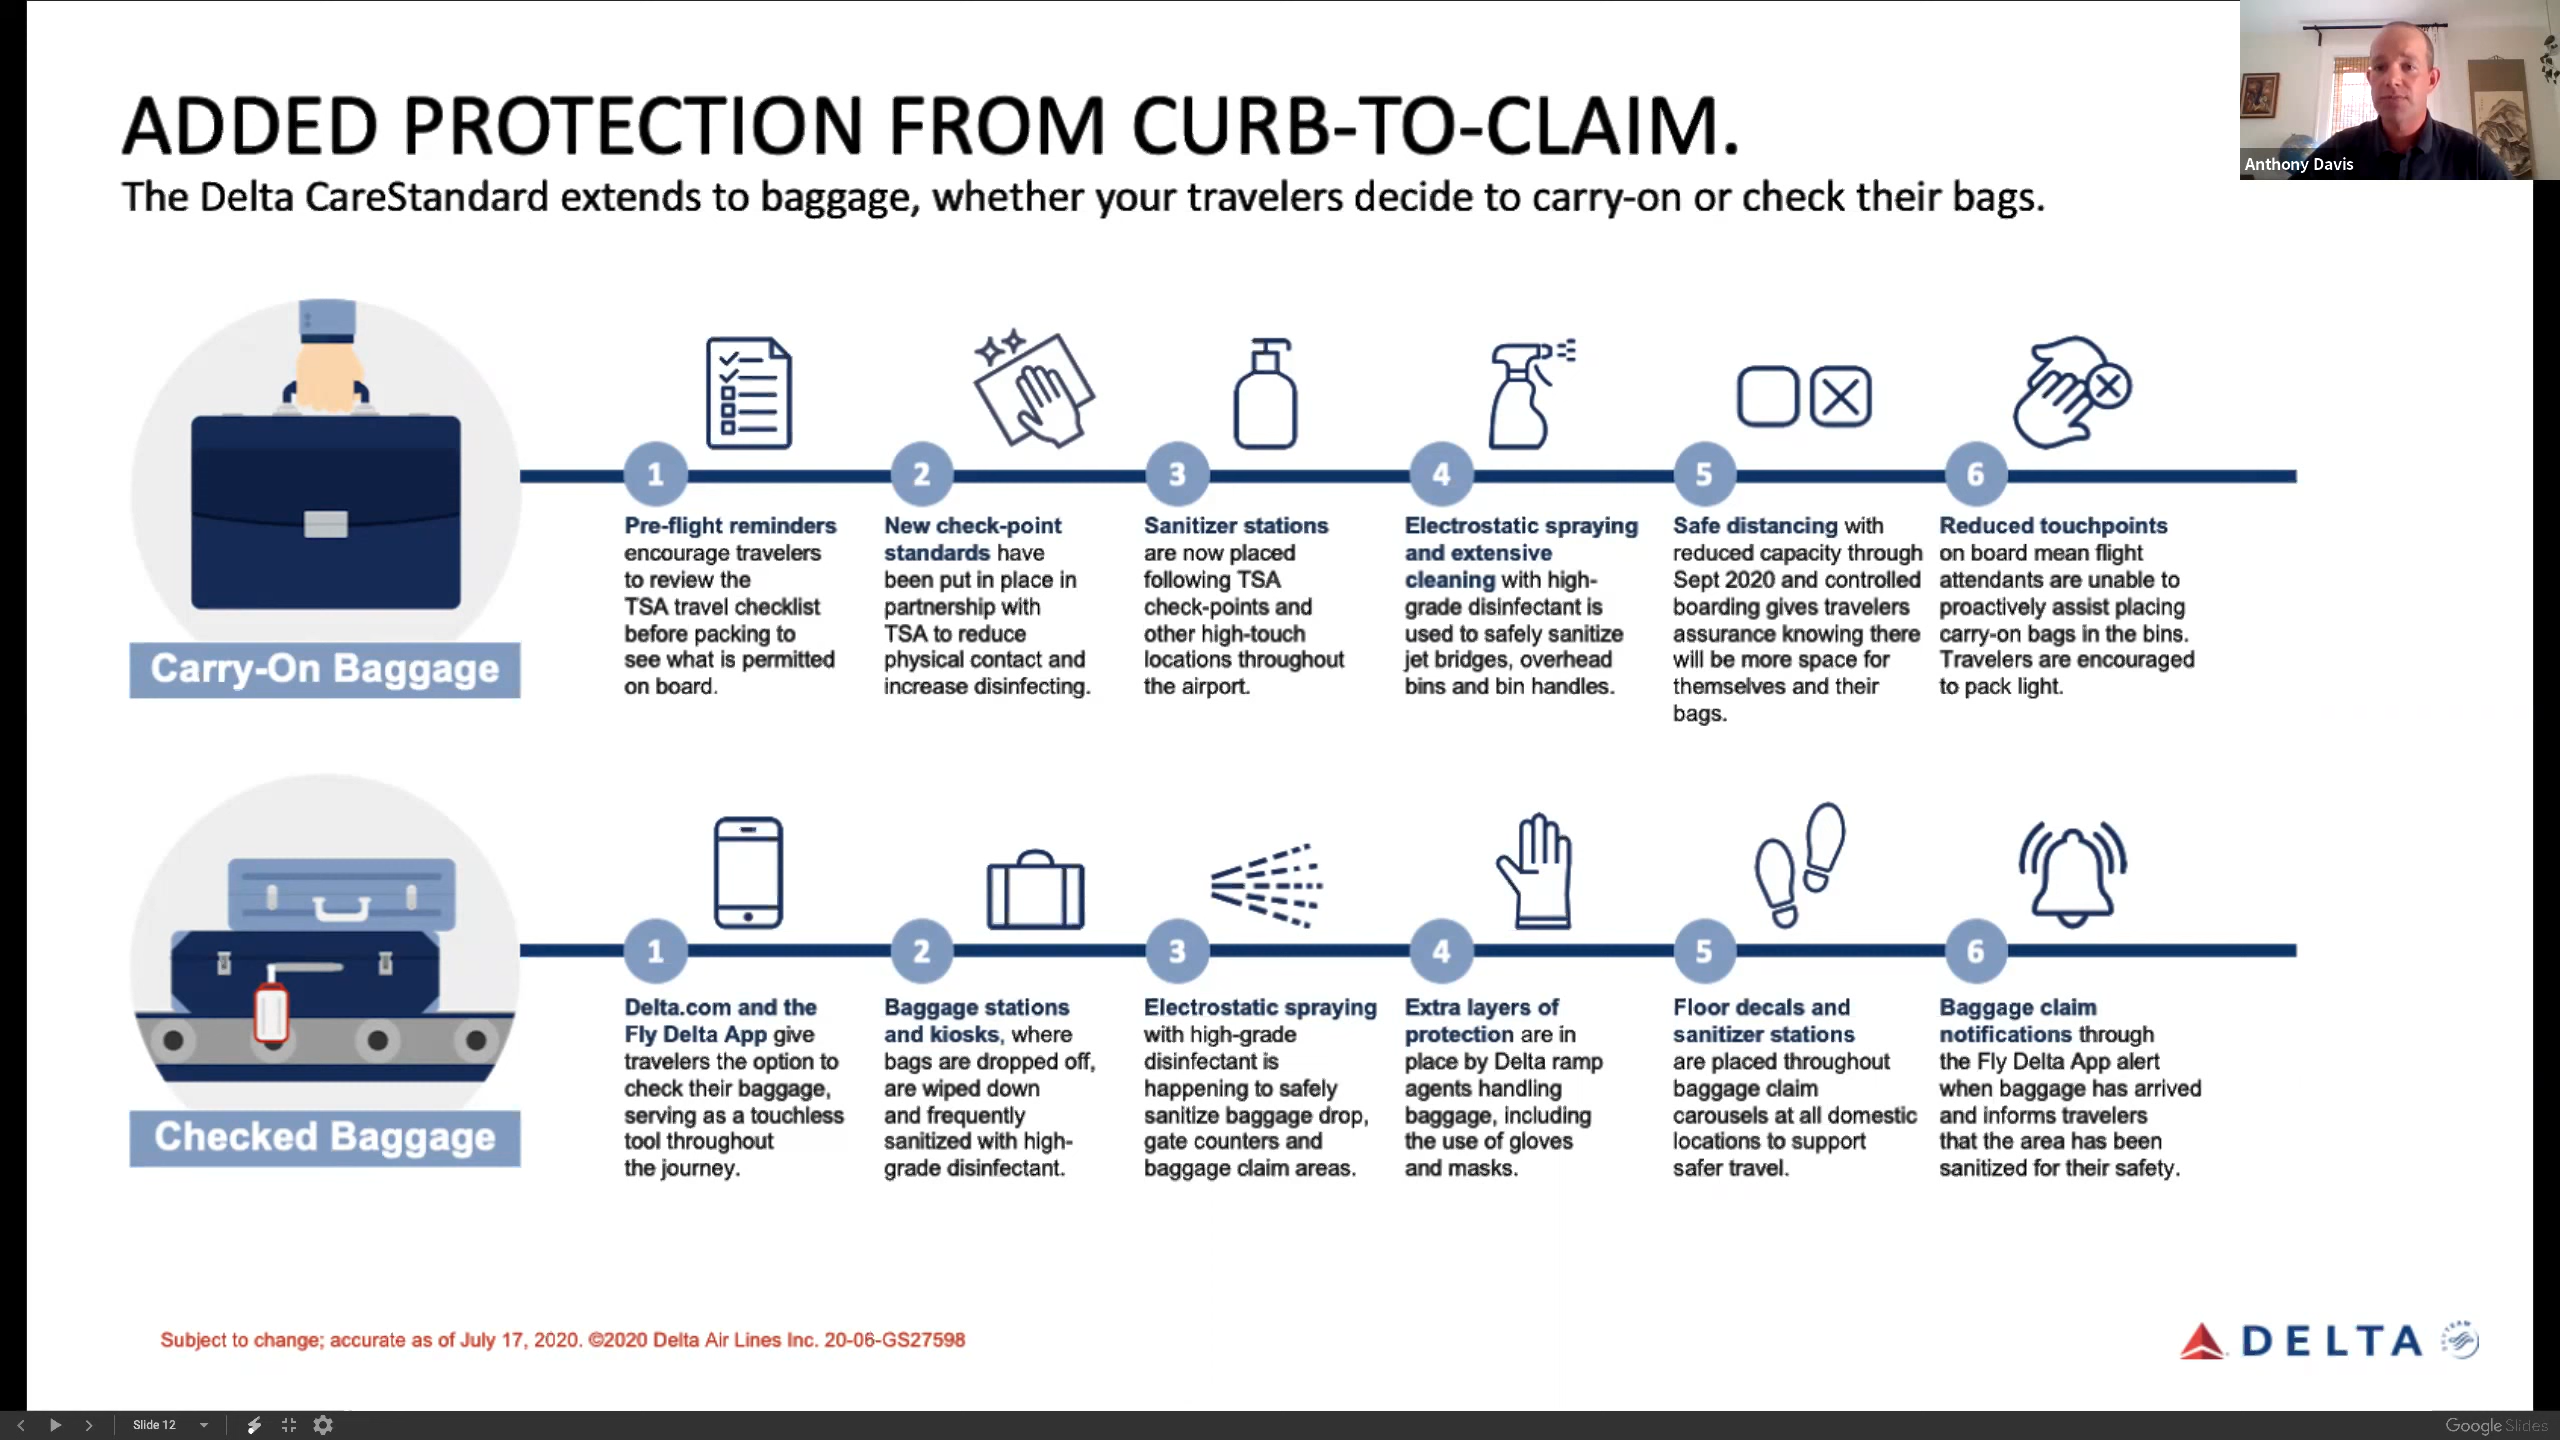 ADDED PROTECTION FROM CURB-TO-CLAIM.
The Delta CareStandard extends to baggage, whether your travelers decide to carry-on or check their bags.
Anthony Davis
Carry-On Baggage
1
Pre-flight reminders
encourage travelers
to review the
TSA travel checklist
before packing to
see what is permitted
on board.
2
New check-point
standards have
been put in place in
partnership with
TSA to reduce
physical contact and
increase disinfecting.
3
Sanitizer stations
are now placed
following TSA
check-points and
other high-touch
locations throughout
the airport.
4
Electrostatic spraying
and extensive
cleaning with high-
grade disinfectant is
used to safely sanitize
jet bridges, overhead
bins and bin handles.
5
Safe distancing with
reduced capacity through
Sept 2020 and controlled
boarding gives travelers
assurance knowing there
will be more space for
themselves and their
bags.
6
Reduced touchpoints
on board mean flight
attendants are unable to
proactively assist placing
carry-on bags in the bins.
Travelers are encouraged
to pack light.
Checked Baggage
1
Delta.com and the
Fly Delta App give
travelers the option to
check their baggage,
serving as a touchless
tool throughout
the journey.
2
Baggage stations
and kiosks, where
bags are dropped off,
are wiped down
and frequently
sanitized with high-
grade disinfectant.
3
Electrostatic spraying
with high-grade
disinfectant is
happening to safely
sanitize baggage drop,
gate counters and
baggage claim areas.
4
Extra layers of
protection are in
place by Delta ramp
agents handling
baggage, including
the use of gloves
and masks.
5
Floor decals and
sanitizer stations
are placed throughout
baggage claim
carousels at all domestic
locations to support
safer travel.
6
Baggage claim
notifications through
the Fly Delta App alert
when baggage has arrived
and informs travelers
that the area has been
sanitized for their safety.
Subject to change; accurate as of July 17, 2020. ©2020 Delta Air Lines Inc. 20-06-GS27598
DELTA
Slide 12
Google Slides